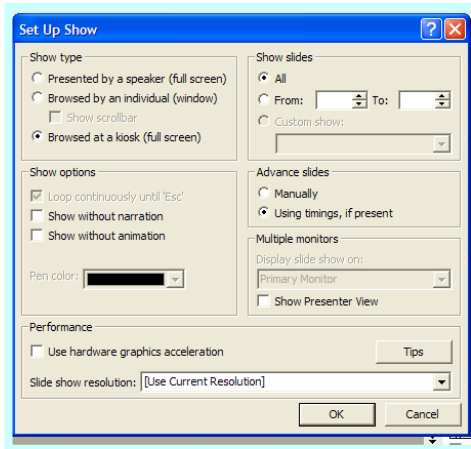 Set Up Show
Show type
Presented by a speaker (full screen)
Browsed by an individual (window)
Show scrollbar
Browsed at a kiosk (full screen)
Show slides
All
From: To:
Custom show:
Show options
Loop continuously until 'Esc'
Show without narration
Show without animation
Pen color:
Advance slides
Manually
Using timings, if present
Multiple monitors
Display slide show on:
Primary Monitor
Show Presenter View
Performance
Use hardware graphics acceleration
Tips
Slide show resolution: [Use Current Resolution]
OK Cancel